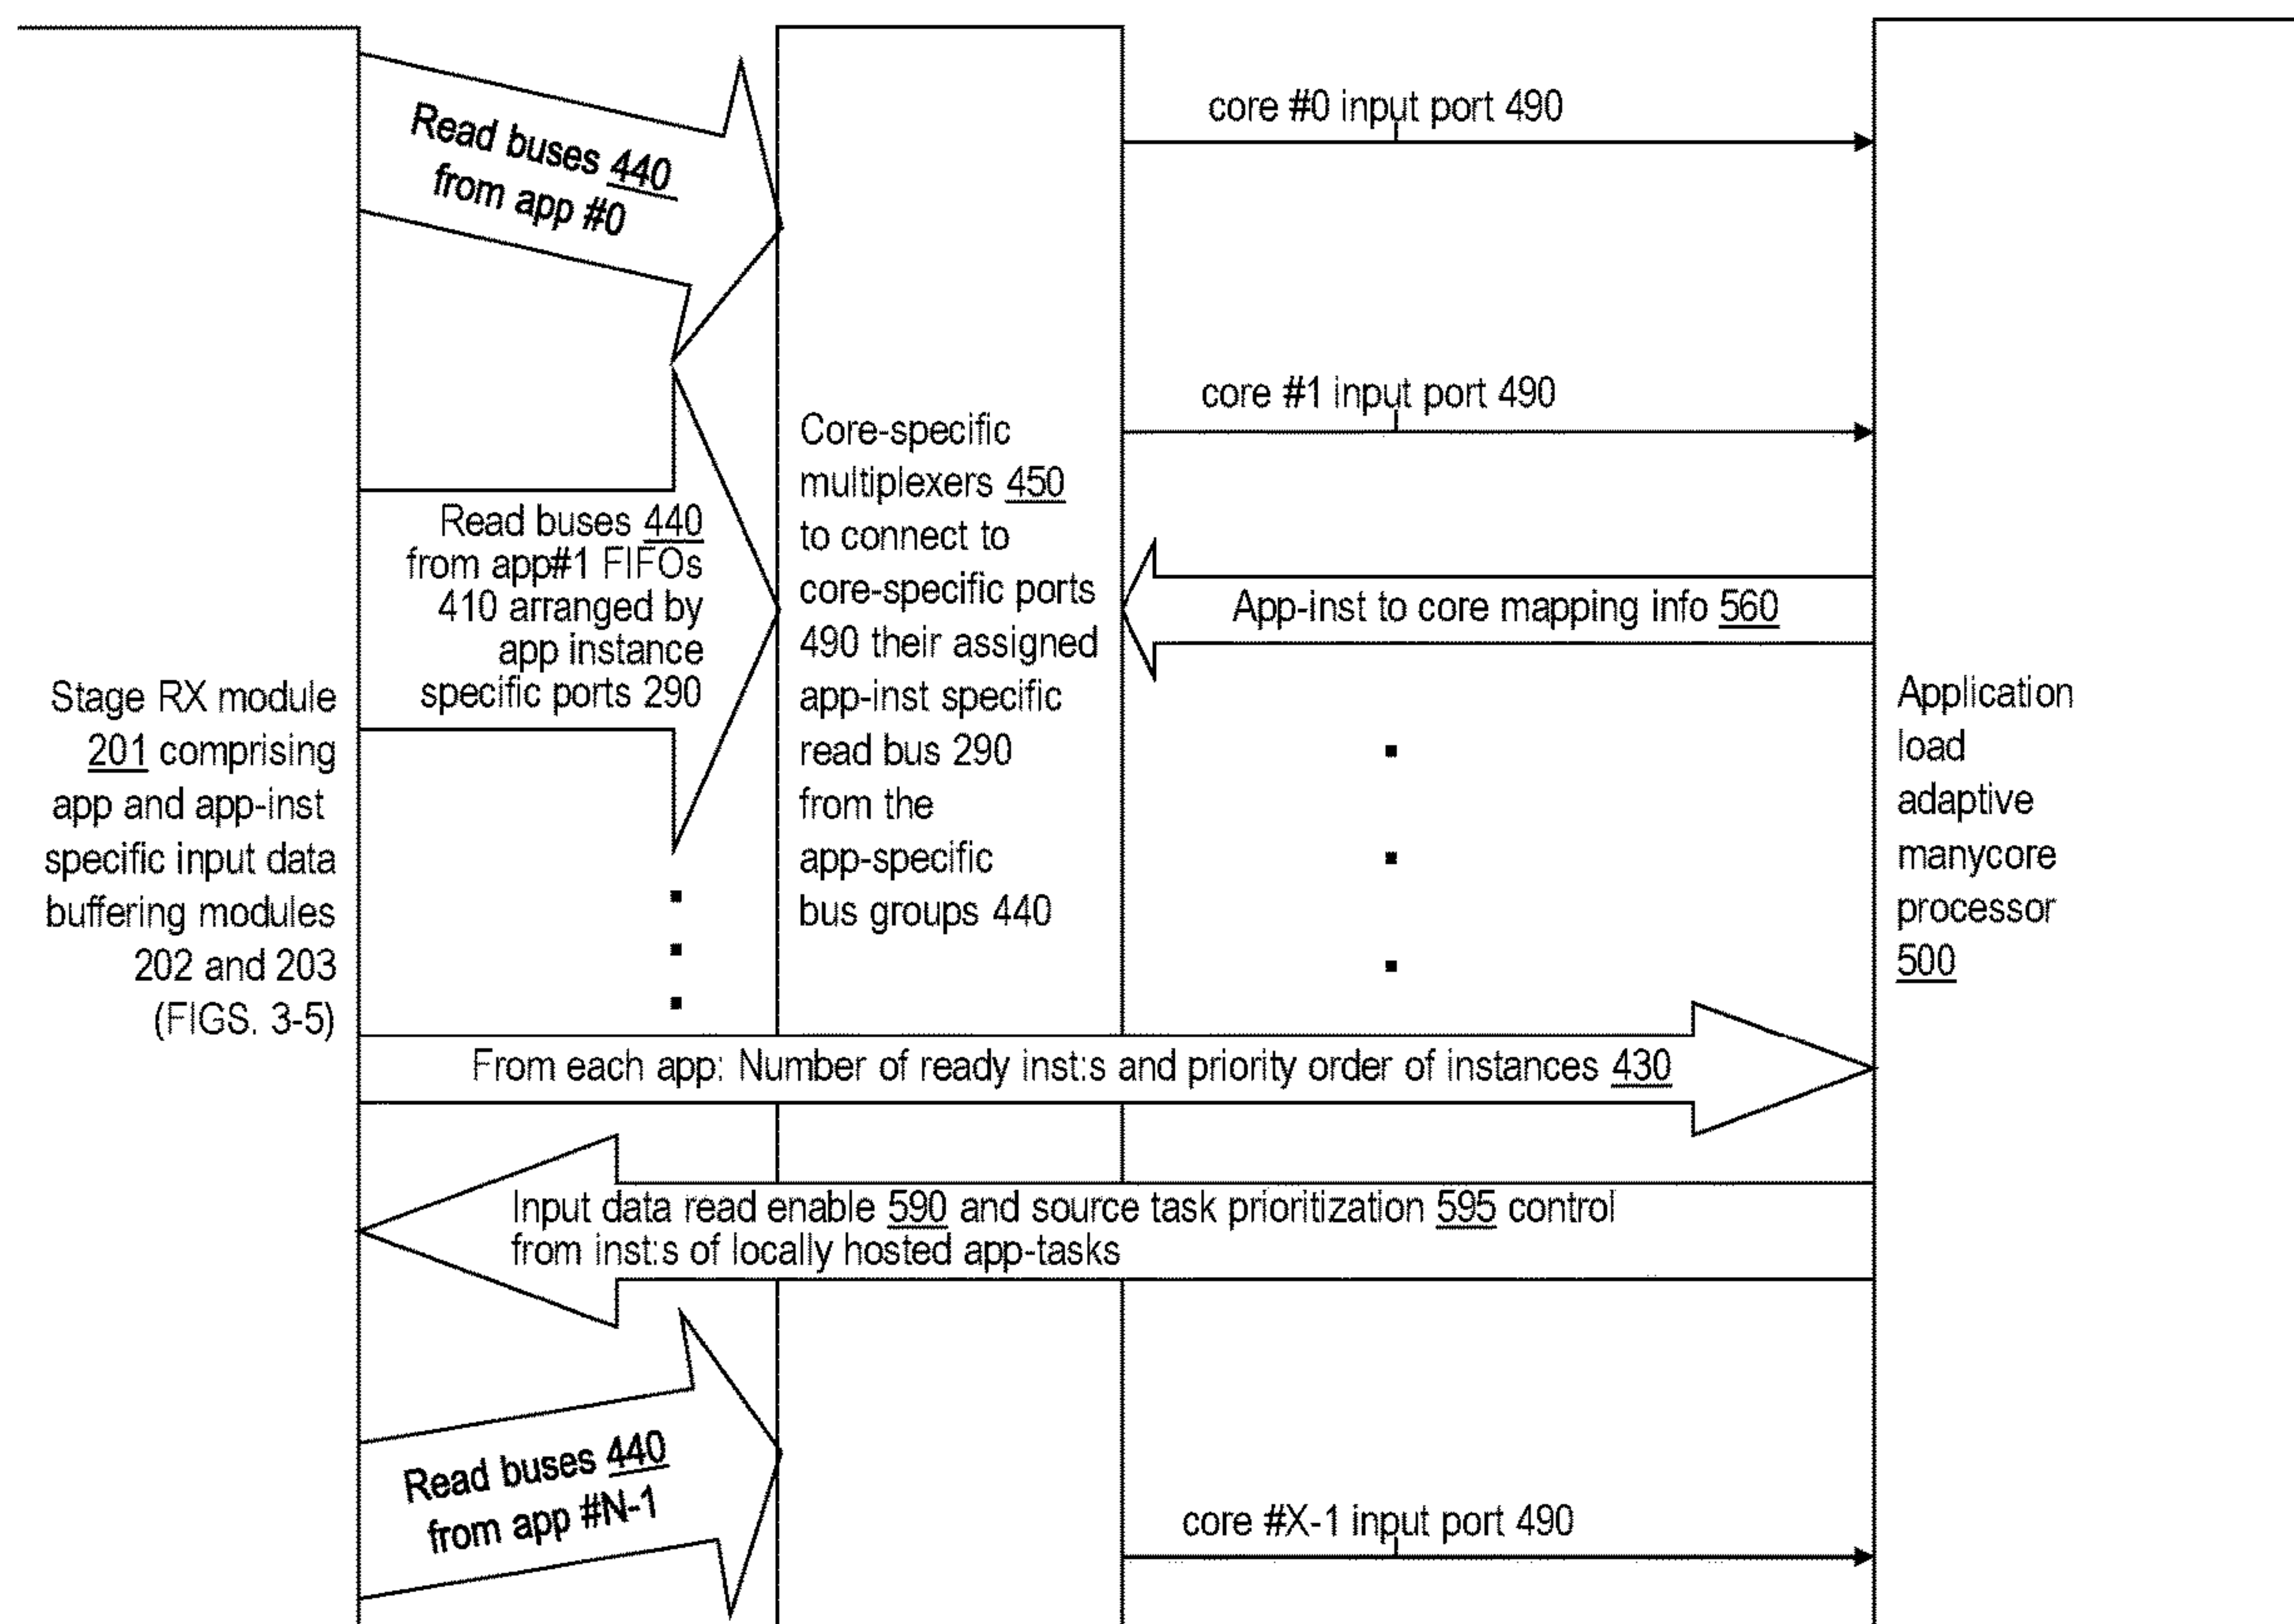 Read buses 440
from app #0
core #0 input port 490
core #1 input port 490
Read buses 440
from app#1 FIFOs
410 arranged by
app instance
specific ports 290
Core-specific
multiplexers 450
to connect to
core-specific ports
490 their assigned
app-inst specific
read bus 290
from the
app-specific
bus groups 440
App-inst to core mapping info 560
Stage RX module
201 comprising
app and app-inst
specific input data
buffering modules
202 and 203
(FIGS. 3-5)
Application
load
adaptive
manycore
processor
500
From each app: Number of ready inst:s and priority order of instances 430
Input data read enable 590 and source task prioritization 595 control
from inst:s of locally hosted app-tasks
Read buses 440
from app #N-1
core #X-1 input port 490